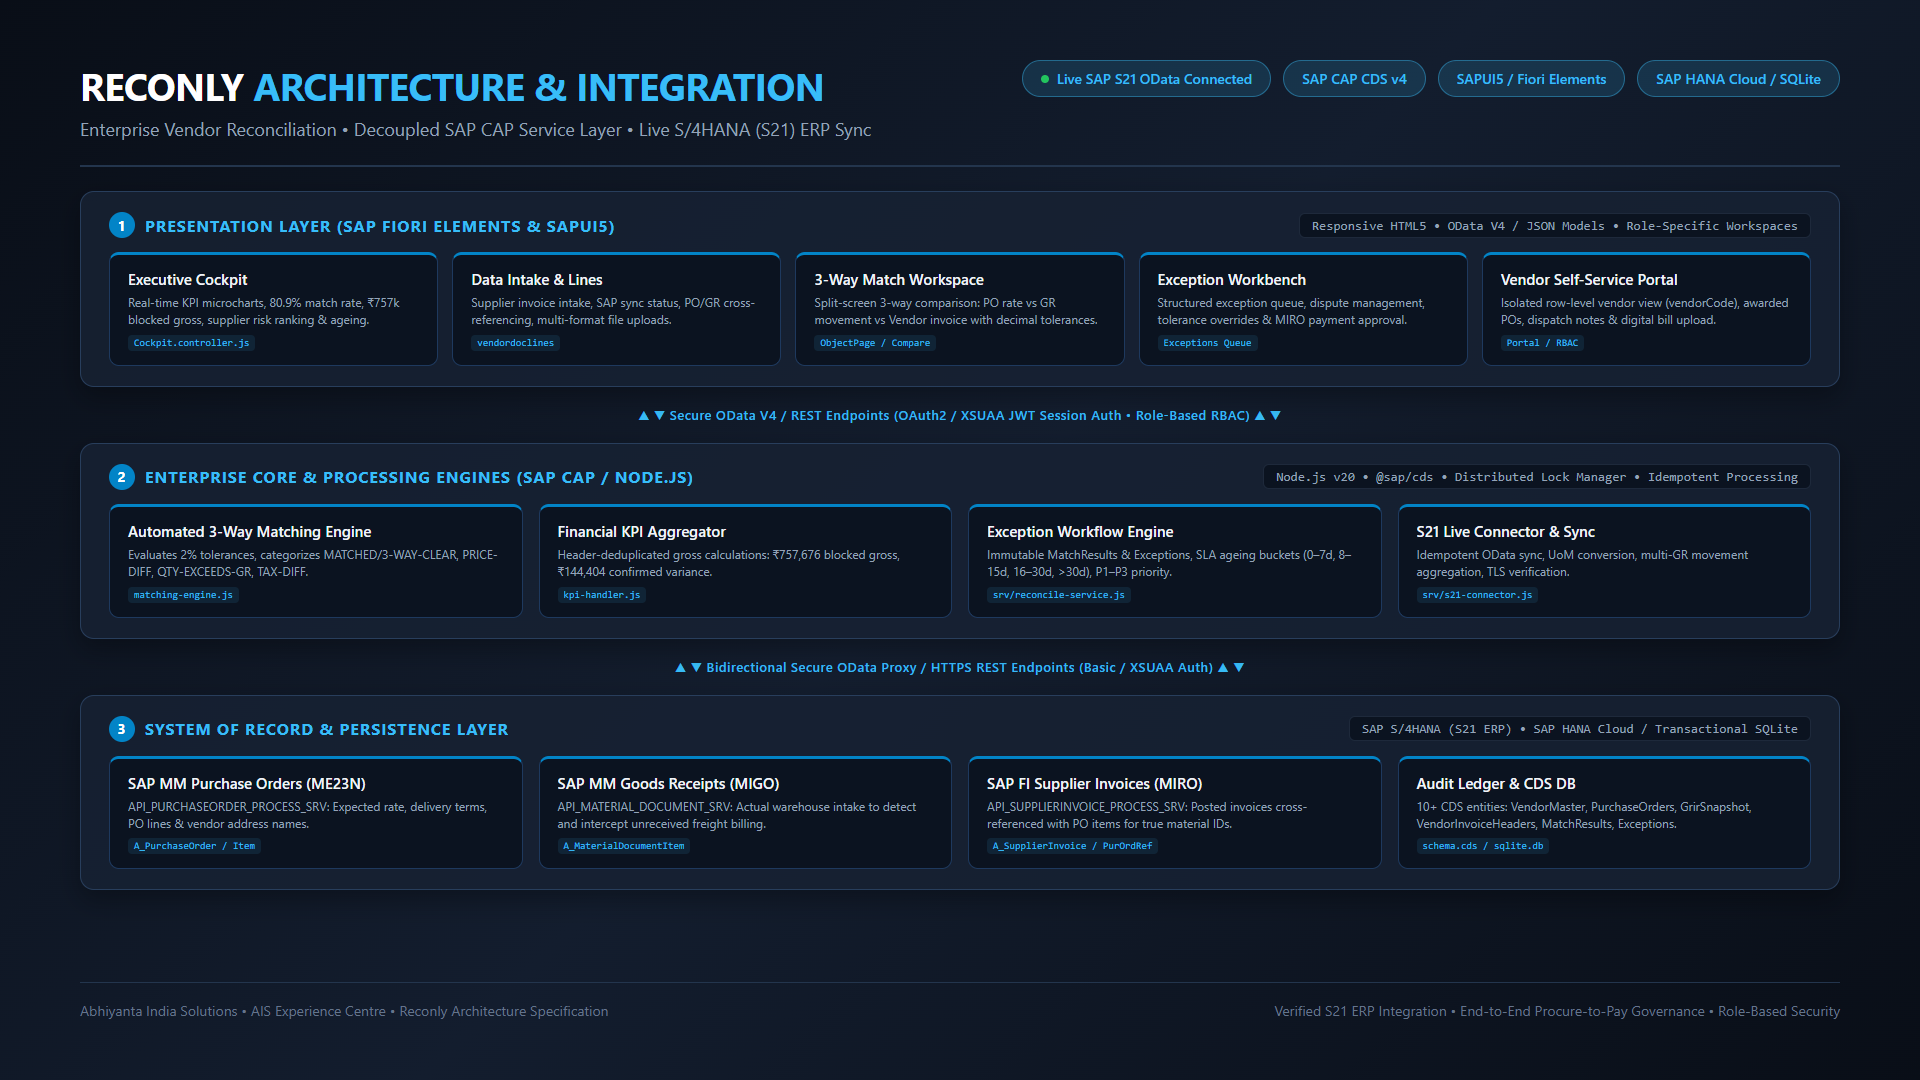 RECONLY ARCHITECTURE & INTEGRATION
Live SAP S21 OData Connected
SAP CAP CDS v4
SAPUI5 / Fiori Elements
SAP HANA Cloud / SQLite
Enterprise Vendor Reconciliation • Decoupled SAP CAP Service Layer • Live S/4HANA (S21) ERP Sync
1 PRESENTATION LAYER (SAP FIORI ELEMENTS & SAPUI5)
Responsive HTML5 • OData V4 / JSON Models • Role-Specific Workspaces
Executive Cockpit
Real-time KPI microcharts, 80.9% match rate, ₹757k
blocked gross, supplier risk ranking & ageing.
Cockpit.controller.js
Data Intake & Lines
Supplier invoice intake, SAP sync status, PO/GR cross-
referencing, multi-format file uploads.
vendordoclines
3-Way Match Workspace
Split-screen 3-way comparison: PO rate vs GR
movement vs Vendor invoice with decimal tolerances.
ObjectPage / Compare
Exception Workbench
Structured exception queue, dispute management,
tolerance overrides & MIRO payment approval.
Exceptions Queue
Vendor Self-Service Portal
Isolated row-level vendor view (vendorCode), awarded
POs, dispatch notes & digital bill upload.
Portal / RBAC
▲ ▼ Secure OData V4 / REST Endpoints (OAuth2 / XSUAA JWT Session Auth • Role-Based RBAC) ▲ ▼
2 ENTERPRISE CORE & PROCESSING ENGINES (SAP CAP / NODE.JS)
Node.js v20 • @sap/cds • Distributed Lock Manager • Idempotent Processing
Automated 3-Way Matching Engine
Evaluates 2% tolerances, categorizes MATCHED/3-WAY-CLEAR, PRICE-
DIFF, QTY-EXCEEDS-GR, TAX-DIFF.
matching-engine.js
Financial KPI Aggregator
Header-deduplicated gross calculations: ₹757,676 blocked gross,
₹144,404 confirmed variance.
kpi-handler.js
Exception Workflow Engine
Immutable MatchResults & Exceptions, SLA ageing buckets (0–7d, 8–
15d, 16–30d, >30d), P1–P3 priority.
srv/reconcile-service.js
S21 Live Connector & Sync
Idempotent OData sync, UoM conversion, multi-GR movement
aggregation, TLS verification.
srv/s21-connector.js
▲ ▼ Bidirectional Secure OData Proxy / HTTPS REST Endpoints (Basic / XSUAA Auth) ▲ ▼
3 SYSTEM OF RECORD & PERSISTENCE LAYER
SAP S/4HANA (S21 ERP) • SAP HANA Cloud / Transactional SQLite
SAP MM Purchase Orders (ME23N)
API_PURCHASEORDER_PROCESS_SRV: Expected rate, delivery terms,
PO lines & vendor address names.
A_PurchaseOrder / Item
SAP MM Goods Receipts (MIGO)
API_MATERIAL_DOCUMENT_SRV: Actual warehouse intake to detect
and intercept unreceived freight billing.
A_MaterialDocumentItem
SAP FI Supplier Invoices (MIRO)
API_SUPPLIERINVOICE_PROCESS_SRV: Posted invoices cross-
referenced with PO items for true material IDs.
A_SupplierInvoice / PurOrdRef
Audit Ledger & CDS DB
10+ CDS entities: VendorMaster, PurchaseOrders, GrirSnapshot,
VendorInvoiceHeaders, MatchResults, Exceptions.
schema.cds / sqlite.db
Abhiyanta India Solutions • AIS Experience Centre • Reconly Architecture Specification
Verified S21 ERP Integration • End-to-End Procure-to-Pay Governance • Role-Based Security